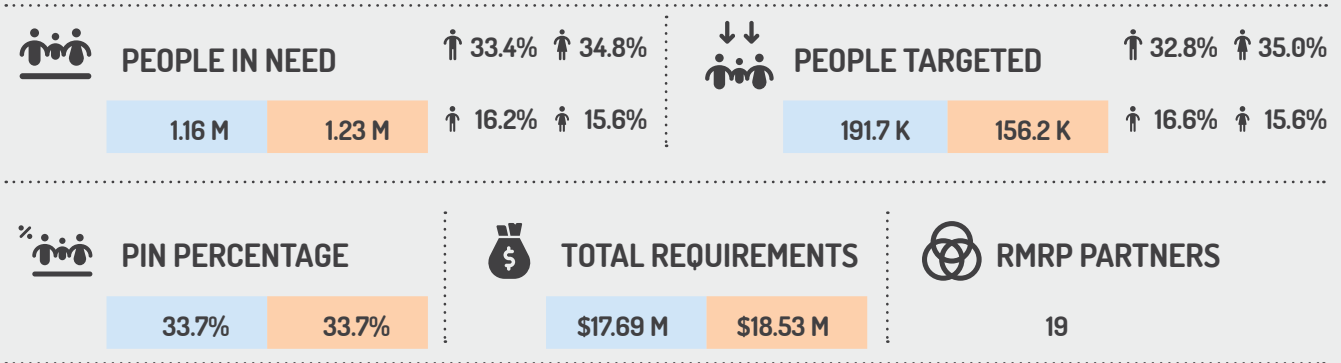 PEOPLE IN NEED
33.4% 34.8%
1.16 M 1.23 M
16.2% 15.6%
PEOPLE TARGETED
32.8% 35.0%
191.7 K 156.2 K
16.6% 15.6%
%
PIN PERCENTAGE
33.7% 33.7%
$
TOTAL REQUIREMENTS
$17.69 M $18.53 M
RMRP PARTNERS
19